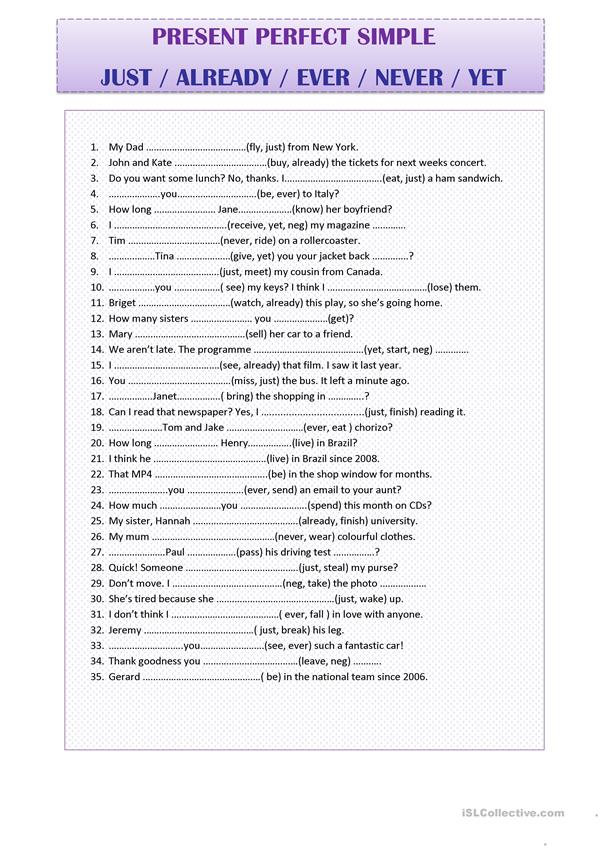 PRESENT PERFECT SIMPLE
JUST / ALREADY / EVER / NEVER / YET
1. My Dad …………………………………(fly, just) from New York.
2. John and Kate ………………………………(buy, already) the tickets for next weeks concert.
3. Do you want some lunch? No, thanks. I………………………………..(eat, just) a ham sandwich.
4. ………………..you………………………….(be, ever) to Italy?
5. How long ………………….. Jane…………………(know) her boyfriend?
6. I ……………………………………..(receive, yet, neg) my magazine ………….
7. Tim ………………………………(never, ride) on a rollercoaster.
8. ………………Tina …………………(give, yet) you your jacket back ………….?
9. I …………………………………..(just, meet) my cousin from Canada.
10. ………………you ………………( see) my keys? I think I …………………………………(lose) them.
11. Briget ………………………………(watch, already) this play, so she's going home.
12. How many sisters …………………… you …………………(get)?
13. Mary …………………………………….(sell) her car to a friend.
14. We aren't late. The programme …………………………………….(yet, start, neg) ………….
15. I …………………………………..(see, already) that film. I saw it last year.
16. You ………………………………….(miss, just) the bus. It left a minute ago.
17. ……………..Janet……………..( bring) the shopping in ………….?
18. Can I read that newspaper? Yes, I ………………………………….(just, finish) reading it.
19. …………………Tom and Jake …………………………(ever, eat ) chorizo?
20. How long …………………… Henry……………..(live) in Brazil?
21. I think he ……………………………………..(live) in Brazil since 2008.
22. That MP4 ……………………………………..(be) in the shop window for months.
23. …………………..you ………………….(ever, send) an email to your aunt?
24. How much …………………..you ……………………..(spend) this month on CDs?
25. My sister, Hannah …………………………………..(already, finish) university.
26. My mum …………………………………………(never, wear) colourful clothes.
27. ………………….Paul ……………….(pass) his driving test …………….?
28. Quick! Someone …………………………………….(just, steal) my purse?
29. Don't move. I …………………………………….(neg, take) the photo ………………
30. She's tired because she ……………………………………….(just, wake) up.
31. I don't think I ……………………………………( ever, fall ) in love with anyone.
32. Jeremy …………………………………….( just, break) his leg.
33. ………………………..you…………………….(see, ever) such a fantastic car!
34. Thank goodness you ………………………………(leave, neg) ………..
35. Gerard ……………………………………….( be) in the national team since 2006.
iSLCollective.com